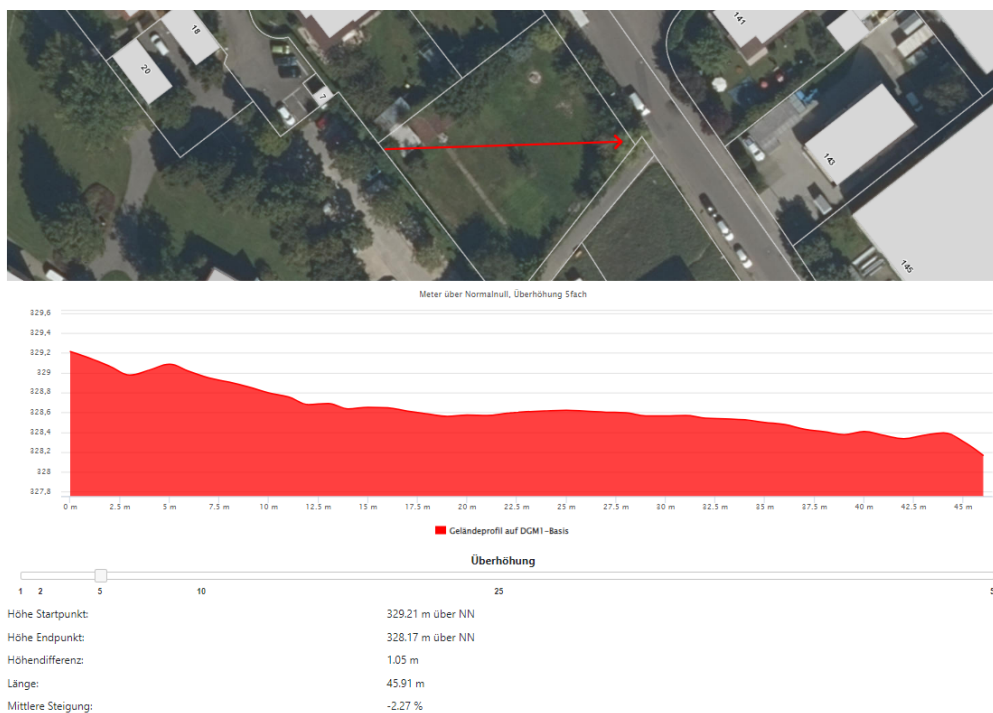 141
18
20
7
143
145
Meter über Normalnull, Überhöhung 5fach
329,6
329,4
329,2
329
328,8
328,6
328,4
328,2
328
327,8
0 m 2.5 m 5 m 7.5 m 10 m 12.5 m 15 m 17.5 m 20 m 22.5 m 25 m 27.5 m 30 m 32.5 m 35 m 37.5 m 40 m 42.5 m 45 m
Geländeprofil auf DGM1-Basis
Überhöhung
1 2 5 10 25 5
Höhe Startpunkt: 329.21 m über NN
Höhe Endpunkt: 328.17 m über NN
Höhendifferenz: 1.05 m
Länge: 45.91 m
Mittlere Steigung: -2.27 %